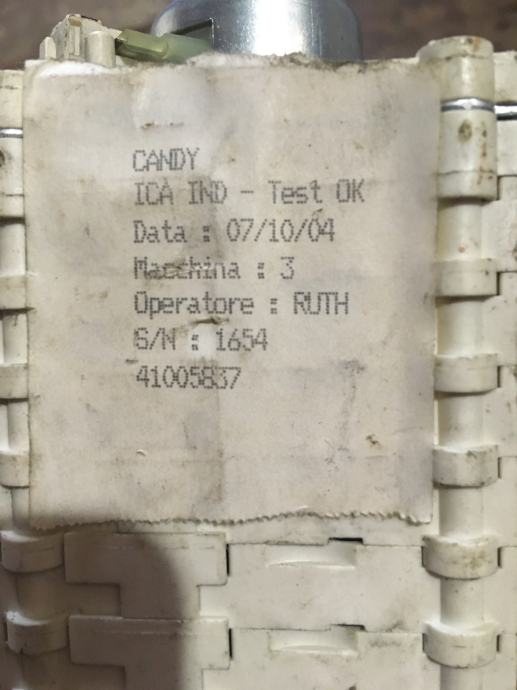 CANDY
ICA IND - Test OK
Data : 07/10/04
Macchina : 3
Operatore : RUTH
S/N : 1654
41005837